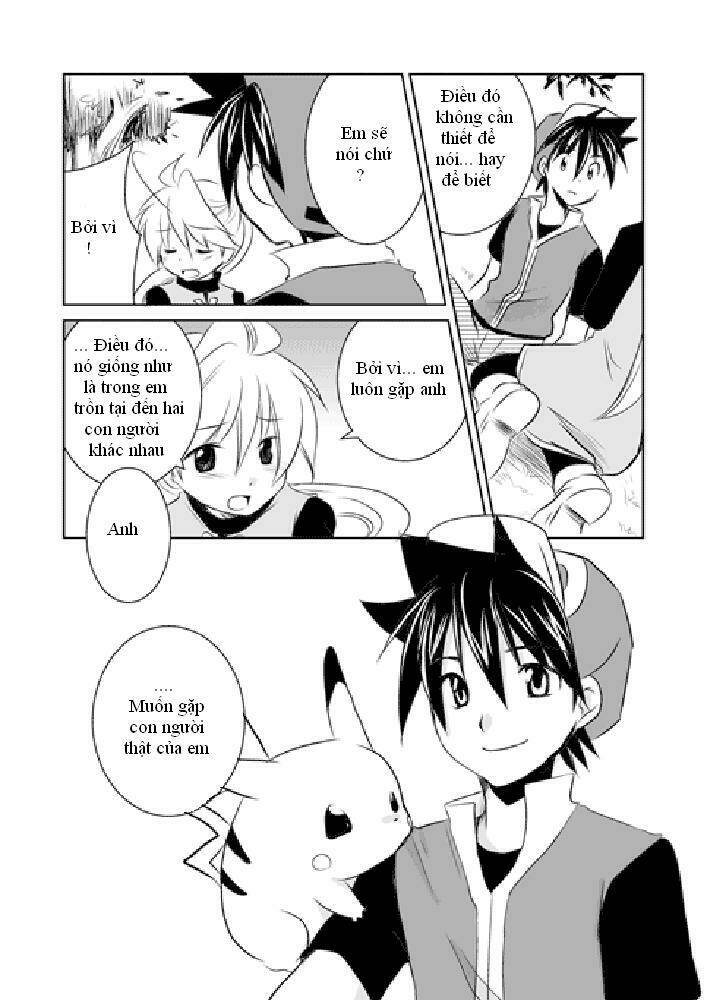 Điều đó
không cần
thiết để
nói... hay
để biết
Em sẽ
nói chứ
?
Bởi vì
!
Bởi vì... em
luôn gặp anh
... Điều đó...
nó giống như
là trong em
trồn tại đến hai
con người
khác nhau
Anh
....
Muốn gặp
con người
thật của em